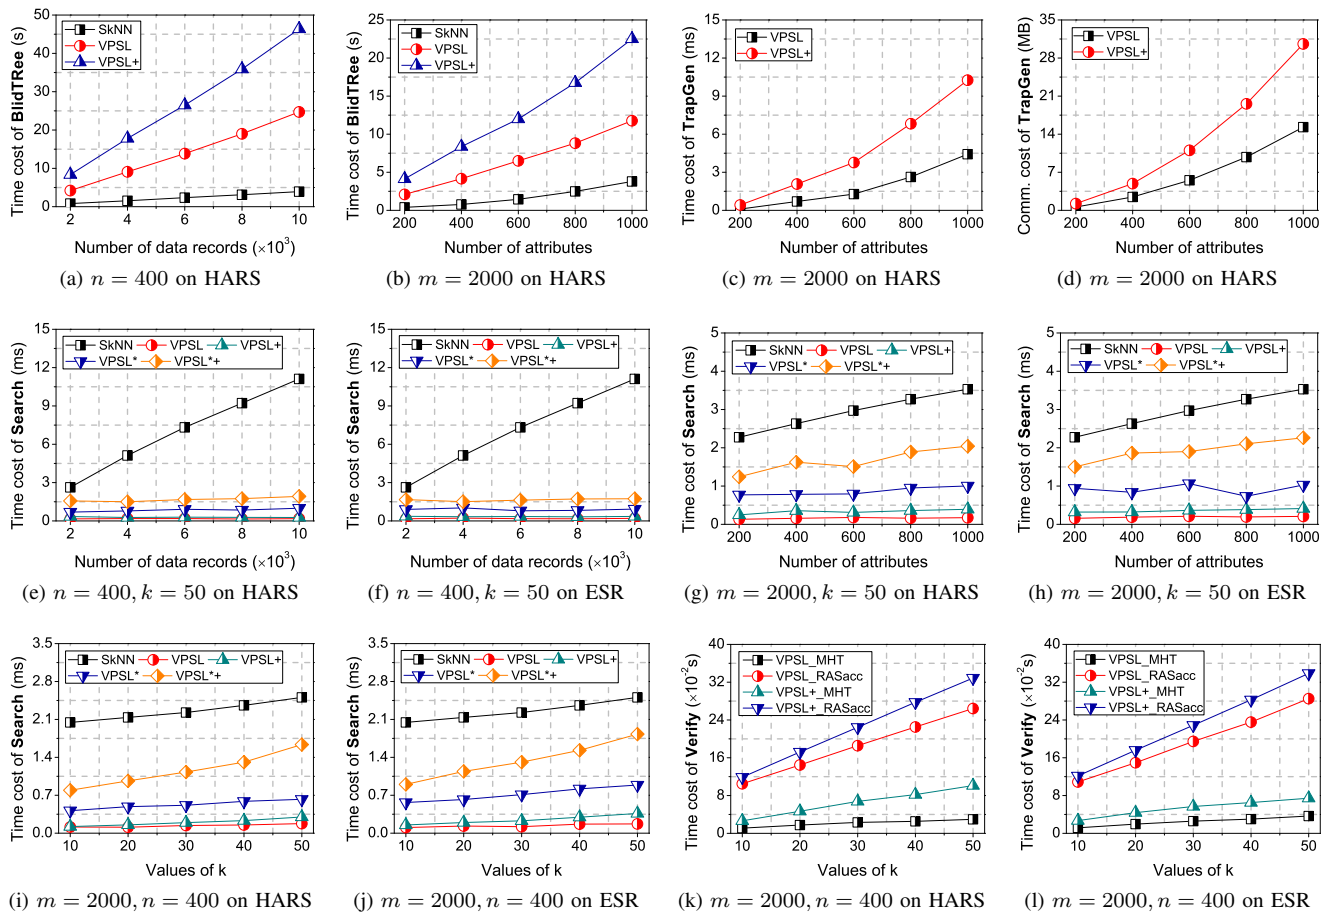 Time cost of BlidTRee (s)
50
40
30
20
10
0
SkNN
VPSL
VPSL+
2 4 6 8 10
Number of data records (×10³)
(a) n = 400 on HARS
Time cost of BlidTRee (s)
25
20
15
10
5
0
SkNN
VPSL
VPSL+
200 400 600 800 1000
Number of attributes
(b) m = 2000 on HARS
Time cost of TrapGen (ms)
15
12
9
6
3
0
VPSL
VPSL+
200 400 600 800 1000
Number of attributes
(c) m = 2000 on HARS
Comm. cost of TrapGen (MB)
35
28
21
14
7
0
VPSL
VPSL+
200 400 600 800 1000
Number of attributes
(d) m = 2000 on HARS
Time cost of Search (ms)
15
12
9
6
3
0
SkNN VPSL VPSL+
VPSL* VPSL*+
2 4 6 8 10
Number of data records (×10³)
(e) n = 400, k = 50 on HARS
Time cost of Search (ms)
15
12
9
6
3
0
SkNN VPSL VPSL+
VPSL* VPSL*+
2 4 6 8 10
Number of data records (×10³)
(f) n = 400, k = 50 on ESR
Time cost of Search (ms)
5
4
3
2
1
0
SkNN VPSL VPSL+
VPSL* VPSL*+
200 400 600 800 1000
Number of attributes
(g) m = 2000, k = 50 on HARS
Time cost of Search (ms)
5
4
3
2
1
0
SkNN VPSL VPSL+
VPSL* VPSL*+
200 400 600 800 1000
Number of attributes
(h) m = 2000, k = 50 on ESR
Time cost of Search (ms)
3.5
2.8
2.1
1.4
0.7
0.0
SkNN VPSL VPSL+
VPSL* VPSL*+
10 20 30 40 50
Values of k
(i) m = 2000, n = 400 on HARS
Time cost of Search (ms)
3.5
2.8
2.1
1.4
0.7
0.0
SkNN VPSL VPSL+
VPSL* VPSL*+
10 20 30 40 50
Values of k
(j) m = 2000, n = 400 on ESR
Time cost of Verify (×10⁻²s)
40
32
24
16
8
0
VPSL_MHT
VPSL_RASacc
VPSL+_MHT
VPSL+_RASacc
10 20 30 40 50
Values of k
(k) m = 2000, n = 400 on HARS
Time cost of Verify (×10⁻²s)
40
32
24
16
8
0
VPSL_MHT
VPSL_RASacc
VPSL+_MHT
VPSL+_RASacc
10 20 30 40 50
Values of k
(l) m = 2000, n = 400 on ESR